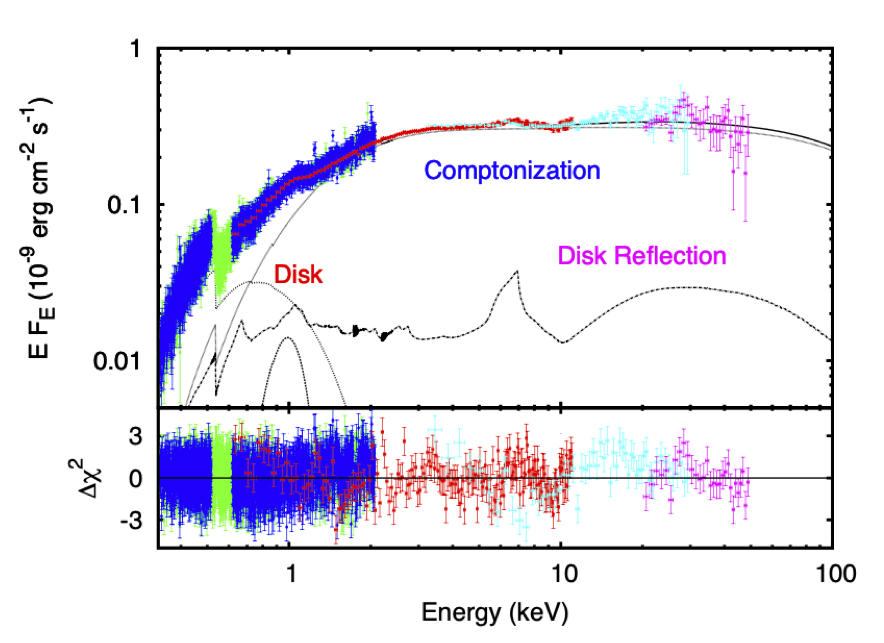 1
0.1
0.01
E F_E (10^-9 erg cm^-2 s^-1)
Comptonization
Disk Reflection
Disk
3
0
-3
Δχ^2
1
10
100
Energy (keV)